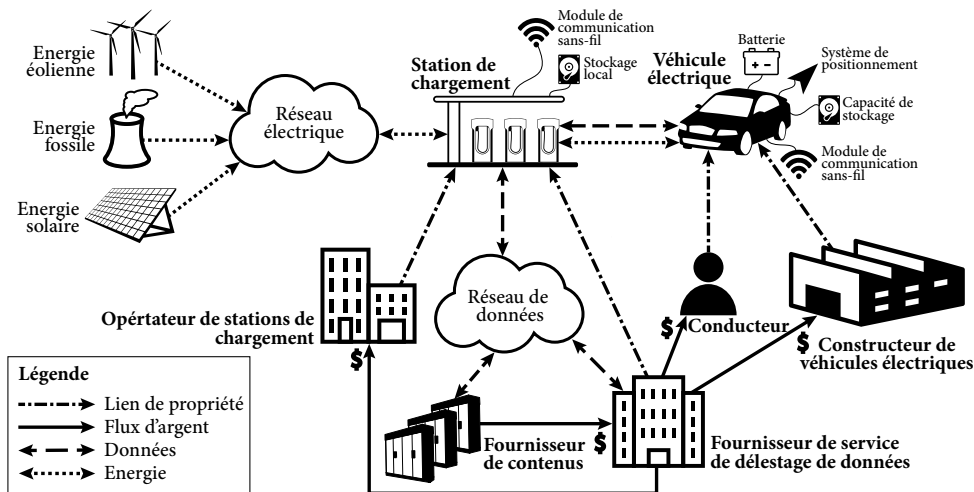 Energie
éolienne
Energie
fossile
Energie
solaire
Réseau
électrique
Station de
chargement
Module de
communication
sans-fil
Stockage
local
Véhicule
électrique
Batterie
Système de
positionnement
Capacité de
stockage
Module de
communication
sans-fil
Opértateur de stations de
chargement
$
Réseau de
données
$ Conducteur
$ Constructeur de
véhicules électriques
Fournisseur
de contenus
$
Fournisseur de service
de délestage de données
Légende
Lien de propriété
Flux d'argent
Données
Energie